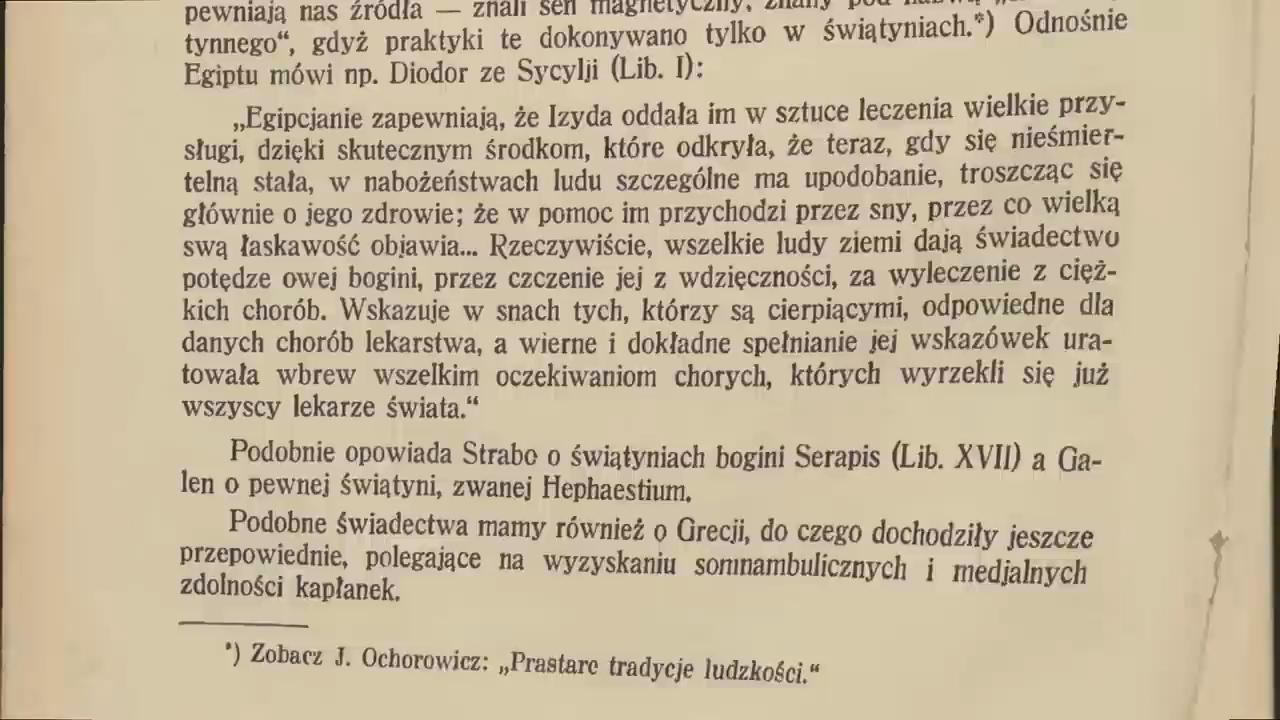 pewniają nas źródła — znali sen magnetyczny, znany pod
tynnego“, gdyż praktyki te dokonywano tylko w świątyniach.*) Odnośnie
Egiptu mówi np. Diodor ze Sycylji (Lib. I):
„Egipcjanie zapewniają, że Izyda oddała im w sztuce leczenia wielkie przy-
sługi, dzięki skutecznym środkom, które odkryła, że teraz, gdy się nieśmier-
telną stała, w nabożeństwach ludu szczególne ma upodobanie, troszcząc się
głównie o jego zdrowie; że w pomoc im przychodzi przez sny, przez co wielką
swą łaskawość objawia... Rzeczywiście, wszelkie ludy ziemi dają świadectwo
potędze owej bogini, przez czczenie jej z wdzięczności, za wyleczenie z cięż-
kich chorób. Wskazuje w snach tych, którzy są cierpiącymi, odpowiedne dla
danych chorób lekarstwa, a wierne i dokładne spełnianie jej wskazówek ura-
towała wbrew wszelkim oczekiwaniom chorych, których wyrzekli się już
wszyscy lekarze świata.“
Podobnie opowiada Strabo o świątyniach bogini Serapis (Lib. XVII) a Ga-
len o pewnej świątyni, zwanej Hephaestium.
Podobne świadectwa mamy również o Grecji, do czego dochodziły jeszcze
przepowiednie, polegające na wyzyskaniu somnambulicznych i medjalnych
zdolności kapłanek.
*) Zobacz J. Ochorowicz: „Prastare tradycje ludzkości.“